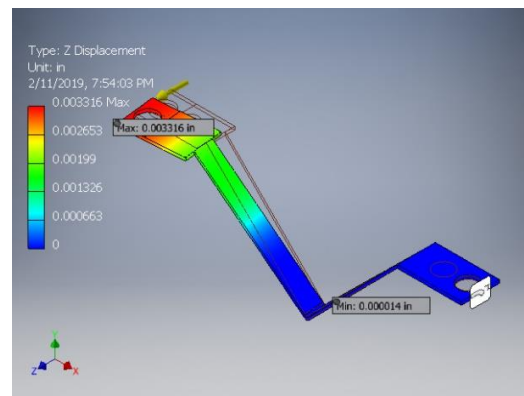 Type: Z Displacement
Unit: in
2/11/2019, 7:54:03 PM
0.003316 Max
Max: 0.003316 in
0.002653
0.00199
0.001326
0.000663
0
Min: 0.000014 in
Y
Z
X